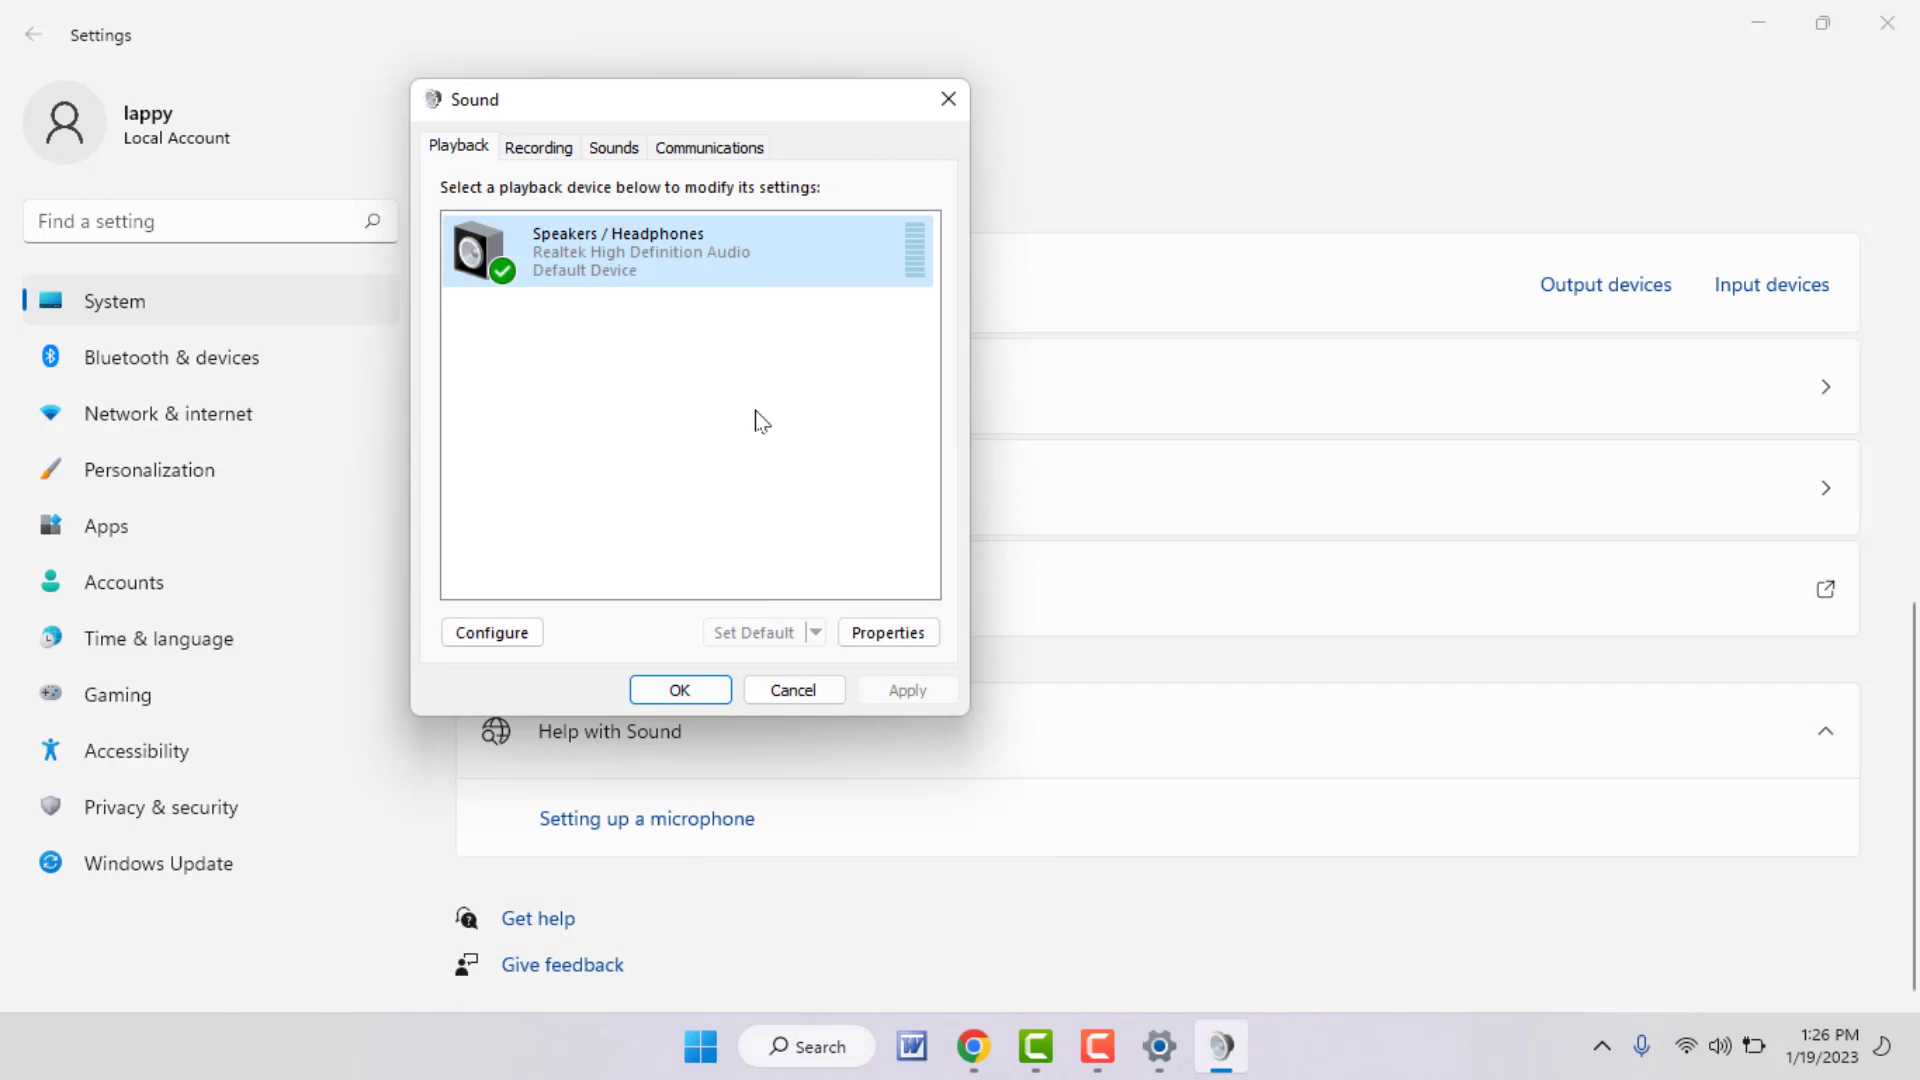 Settings
lappy
Local Account
Find a setting
System
Bluetooth & devices
Network & internet
Personalization
Apps
Accounts
Time & language
Gaming
Accessibility
Privacy & security
Windows Update
Sound
Playback Recording Sounds Communications
Select a playback device below to modify its settings:
Speakers / Headphones
Realtek High Definition Audio
Default Device
Configure Set Default Properties
OK Cancel Apply
Output devices Input devices
Help with Sound
Setting up a microphone
Get help
Give feedback
Search
1:26 PM
1/19/2023